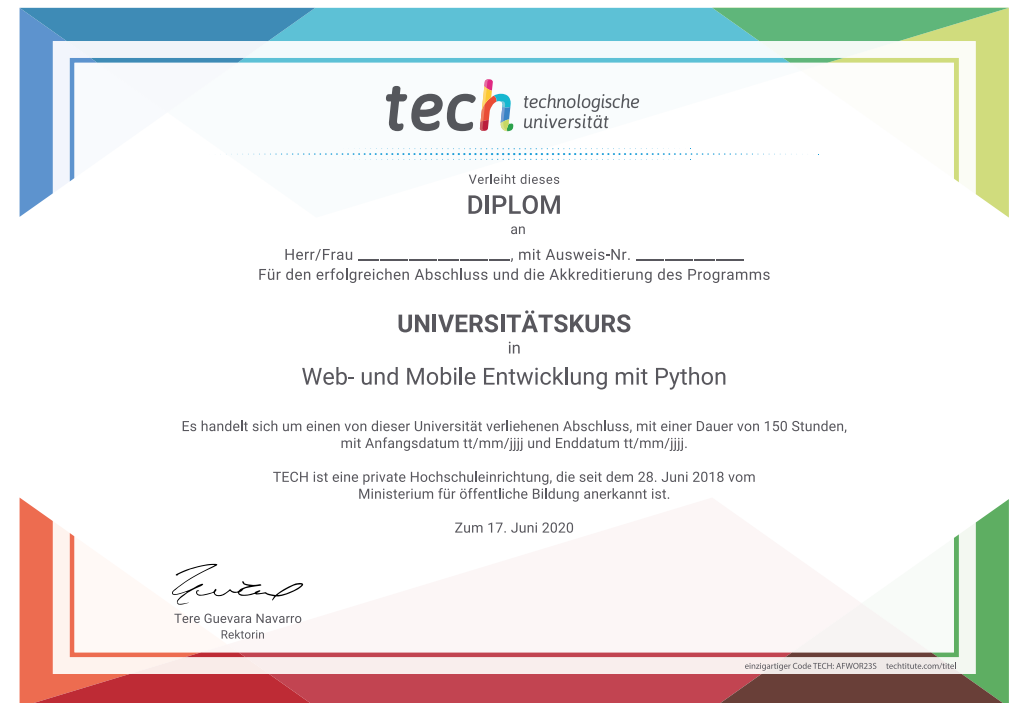 tech technologische
universität
Verleiht dieses
DIPLOM
an
Herr/Frau ____________________, mit Ausweis-Nr. ______________
Für den erfolgreichen Abschluss und die Akkreditierung des Programms
UNIVERSITÄTSKURS
in
Web- und Mobile Entwicklung mit Python
Es handelt sich um einen von dieser Universität verliehenen Abschluss, mit einer Dauer von 150 Stunden,
mit Anfangsdatum tt/mm/jjjj und Enddatum tt/mm/jjjj.
TECH ist eine private Hochschuleinrichtung, die seit dem 28. Juni 2018 vom
Ministerium für öffentliche Bildung anerkannt ist.
Zum 17. Juni 2020
Tere Guevara Navarro
Rektorin
einzigartiger Code TECH: AFWOR23S techtitute.com/titel